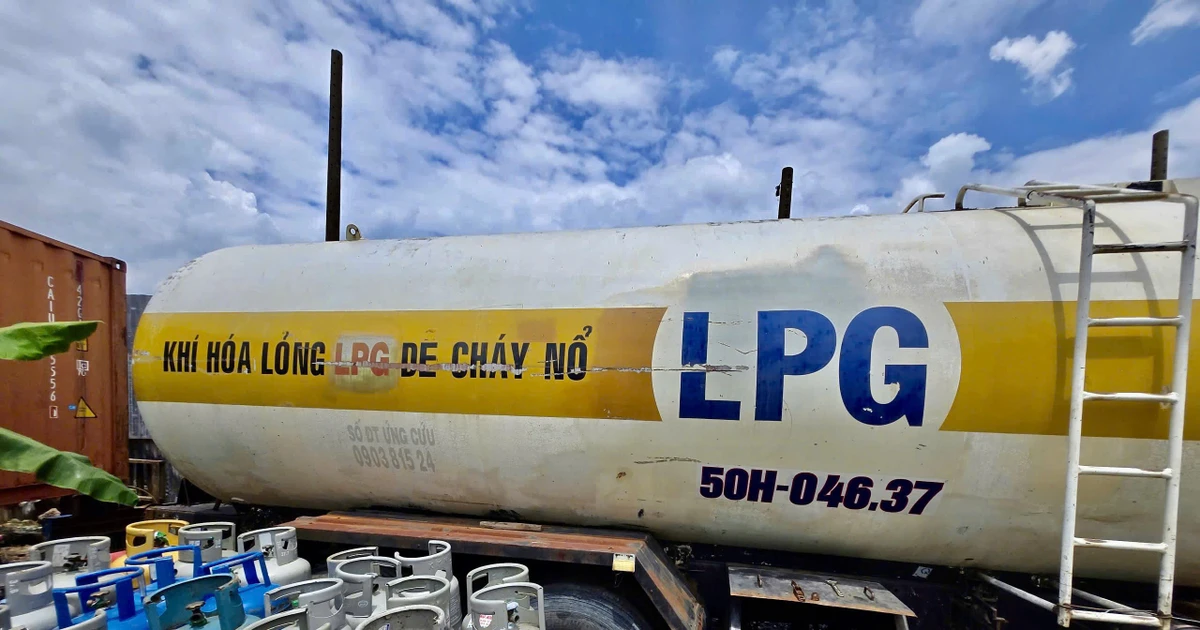 KHÍ HÓA LỎNG LPG DỄ CHÁY NỔ
LPG
SỐ ĐT ỨNG CỨU
0903 815 24
50H-046.37